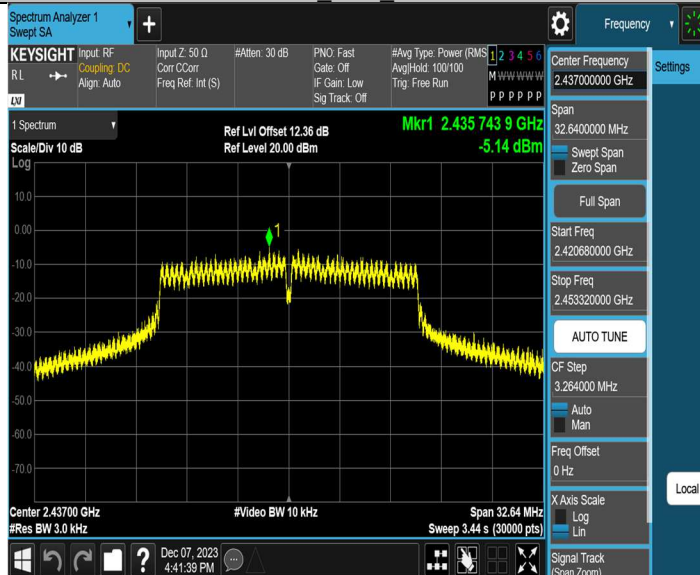 Spectrum Analyzer 1
Swept SA
Frequency
KEYSIGHT
RL
LXI
Input: RF
Coupling: DC
Align: Auto
Input Z: 50 Ω
Corr CCorr
Freq Ref: Int (S)
#Atten: 30 dB
PNO: Fast
Gate: Off
IF Gain: Low
Sig Track: Off
#Avg Type: Power (RMS
Avg|Hold: 100/100
Trig: Free Run
1 2 3 4 5 6
M W W W W W
P P P P P P
1 Spectrum
Scale/Div 10 dB
Log
Ref Lvl Offset 12.36 dB
Ref Level 20.00 dBm
Mkr1 2.435 743 9 GHz
-5.14 dBm
10.0
0.00
-10.0
-20.0
-30.0
-40.0
-50.0
-60.0
-70.0
1
Center 2.43700 GHz
#Res BW 3.0 kHz
#Video BW 10 kHz
Span 32.64 MHz
Sweep 3.44 s (30000 pts)
Dec 07, 2023
4:41:39 PM
?
Center Frequency
2.437000000 GHz
Span
32.6400000 MHz
Swept Span
Zero Span
Full Span
Start Freq
2.420680000 GHz
Stop Freq
2.453320000 GHz
AUTO TUNE
CF Step
3.264000 MHz
Auto
Man
Freq Offset
0 Hz
X Axis Scale
Log
Lin
Signal Track
(Span Zoom)
Settings
Local